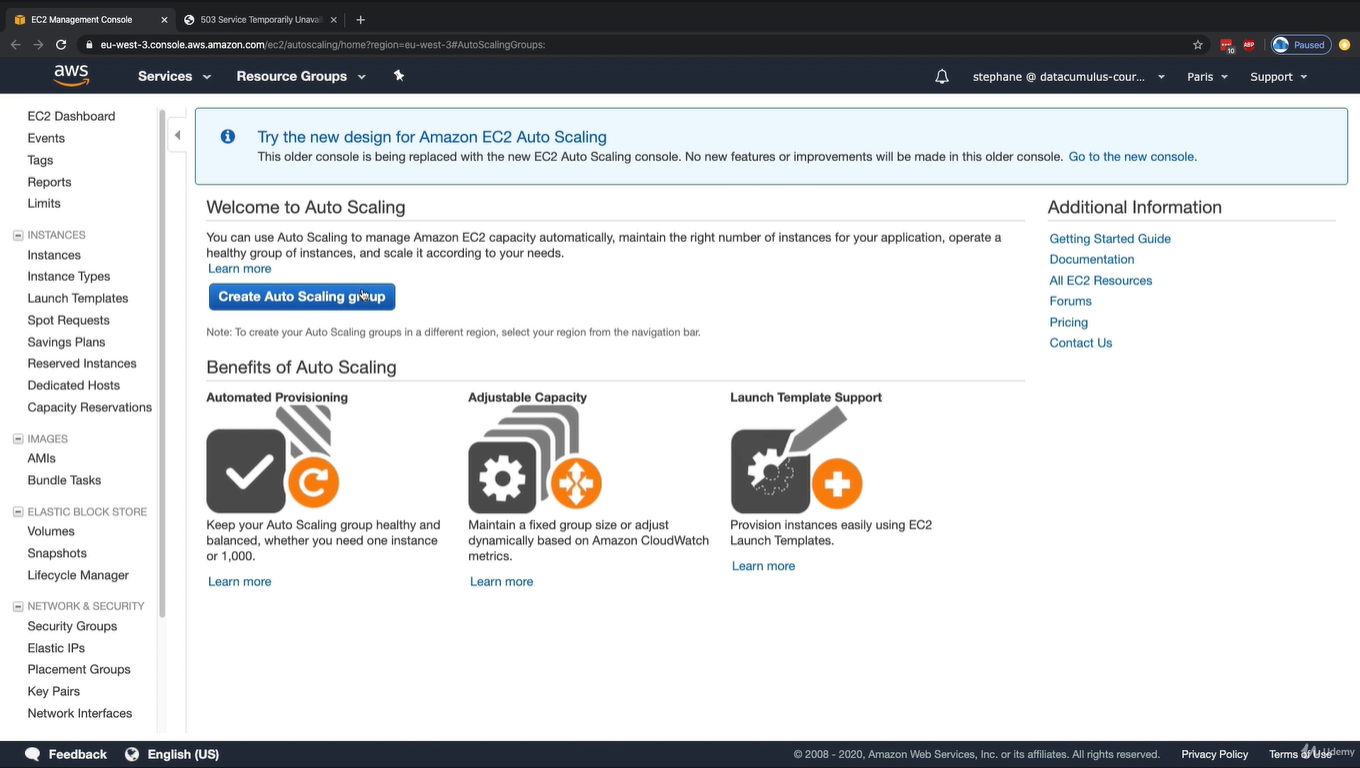 EC2 Management Console
503 Service Temporarily Unavail
eu-west-3.console.aws.amazon.com/ec2/autoscaling/home?region=eu-west-3#AutoScalingGroups:
10
ABP
Paused
aws
Services
Resource Groups
stephane @ datacumulus-cour...
Paris
Support
EC2 Dashboard
Events
Tags
Reports
Limits
INSTANCES
Instances
Instance Types
Launch Templates
Spot Requests
Savings Plans
Reserved Instances
Dedicated Hosts
Capacity Reservations
IMAGES
AMIs
Bundle Tasks
ELASTIC BLOCK STORE
Volumes
Snapshots
Lifecycle Manager
NETWORK & SECURITY
Security Groups
Elastic IPs
Placement Groups
Key Pairs
Network Interfaces
Try the new design for Amazon EC2 Auto Scaling
This older console is being replaced with the new EC2 Auto Scaling console. No new features or improvements will be made in this older console. Go to the new console.
Welcome to Auto Scaling
You can use Auto Scaling to manage Amazon EC2 capacity automatically, maintain the right number of instances for your application, operate a
healthy group of instances, and scale it according to your needs.
Learn more
Create Auto Scaling group
Note: To create your Auto Scaling groups in a different region, select your region from the navigation bar.
Benefits of Auto Scaling
Automated Provisioning
Keep your Auto Scaling group healthy and
balanced, whether you need one instance
or 1,000.
Learn more
Adjustable Capacity
Maintain a fixed group size or adjust
dynamically based on Amazon CloudWatch
metrics.
Learn more
Launch Template Support
Provision instances easily using EC2
Launch Templates.
Learn more
Additional Information
Getting Started Guide
Documentation
All EC2 Resources
Forums
Pricing
Contact Us
Feedback
English (US)
© 2008 - 2020, Amazon Web Services, Inc. or its affiliates. All rights reserved.
Privacy Policy
Terms of Use
Udemy